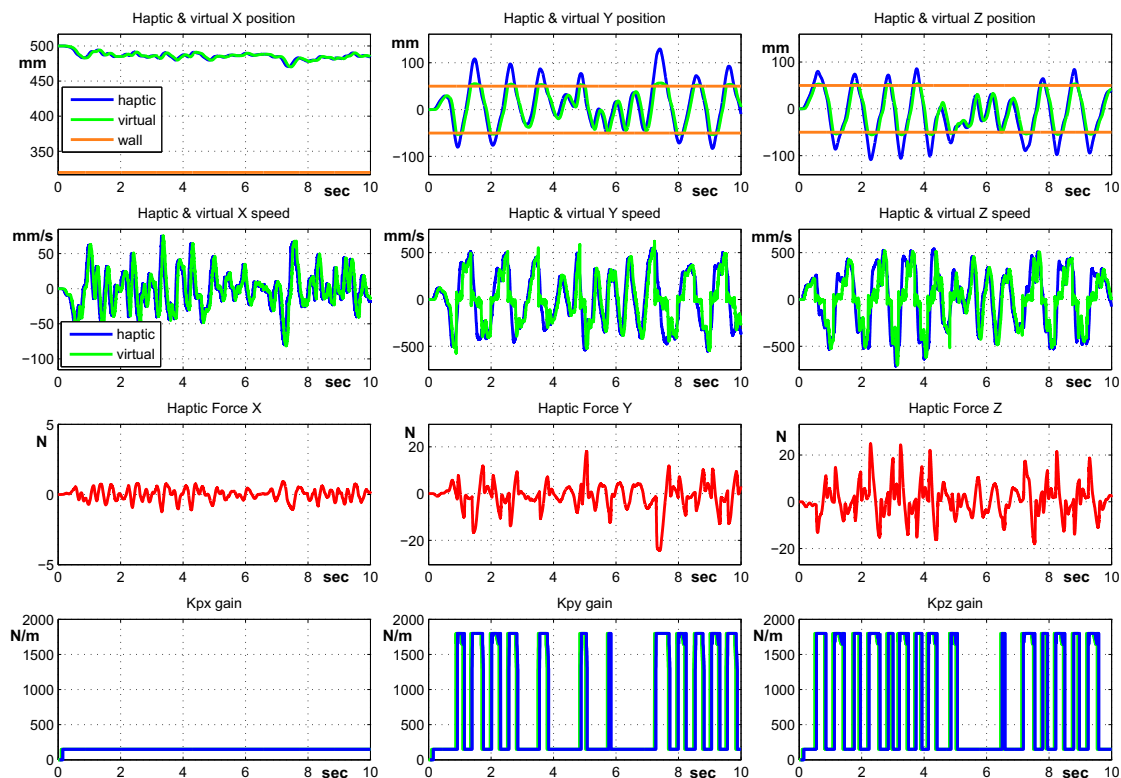 Haptic & virtual X position
Haptic & virtual Y position
Haptic & virtual Z position
500
mm
450
400
350
haptic
virtual
wall
0 2 4 6 8 10
sec
mm
100
0
−100
0 2 4 6 8 10
sec
mm
100
0
−100
0 2 4 6 8 10
sec
Haptic & virtual X speed
Haptic & virtual Y speed
Haptic & virtual Z speed
mm/s
50
0
−50
−100
haptic
virtual
0 2 4 6 8 10
sec
mm/s
500
0
−500
0 2 4 6 8 10
sec
mm/s
500
0
−500
0 2 4 6 8 10
sec
Haptic Force X
Haptic Force Y
Haptic Force Z
5
N
0
−5
0 2 4 6 8 10
sec
N
20
0
−20
0 2 4 6 8 10
sec
N
20
0
−20
0 2 4 6 8 10
sec
Kpx gain
Kpy gain
Kpz gain
2000
N/m
1500
1000
500
0
0 2 4 6 8 10
sec
2000
N/m
1500
1000
500
0
0 2 4 6 8 10
sec
2000
N/m
1500
1000
500
0
0 2 4 6 8 10
sec